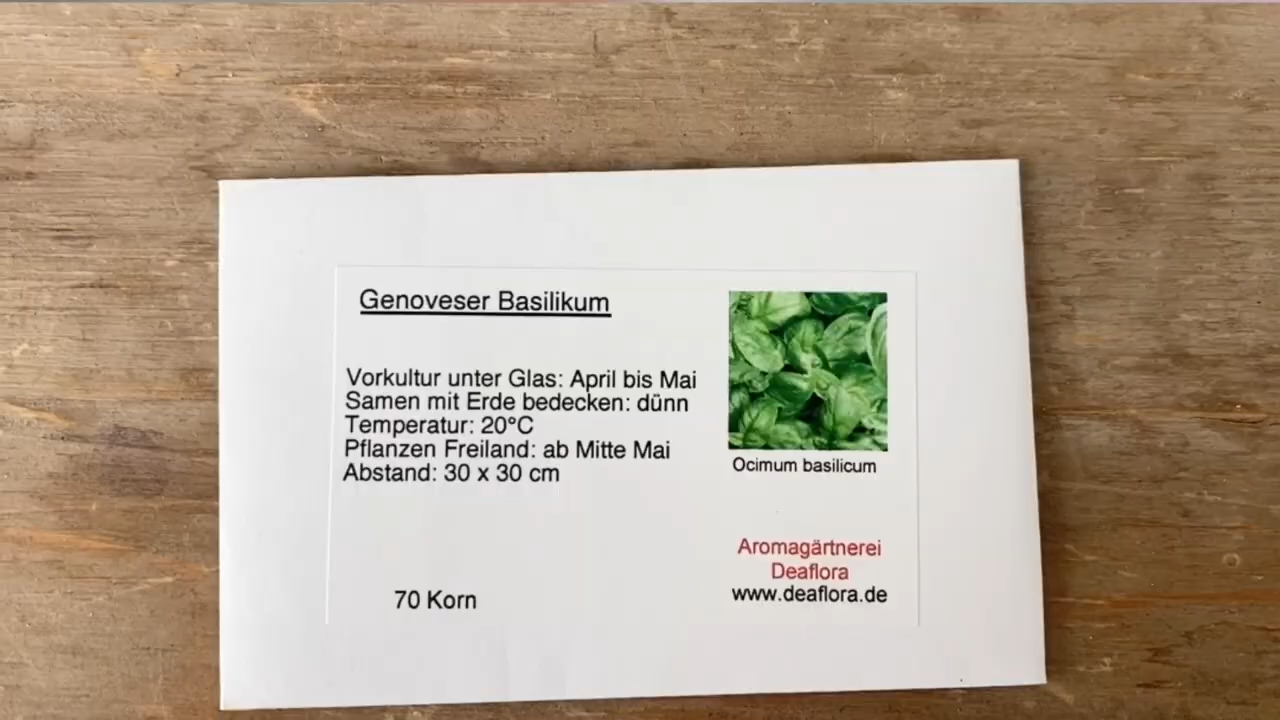 Genoveser Basilikum
Vorkultur unter Glas: April bis Mai
Samen mit Erde bedecken: dünn
Temperatur: 20°C
Pflanzen Freiland: ab Mitte Mai
Abstand: 30 x 30 cm
70 Korn
Ocimum basilicum
Aromagärtnerei
Deaflora
www.deaflora.de